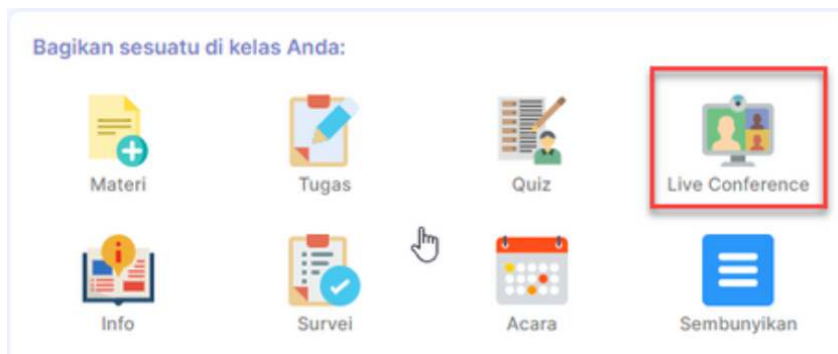 Bagikan sesuatu di kelas Anda:
Materi
Tugas
Quiz
Live Conference
Info
Survei
Acara
Sembunyikan